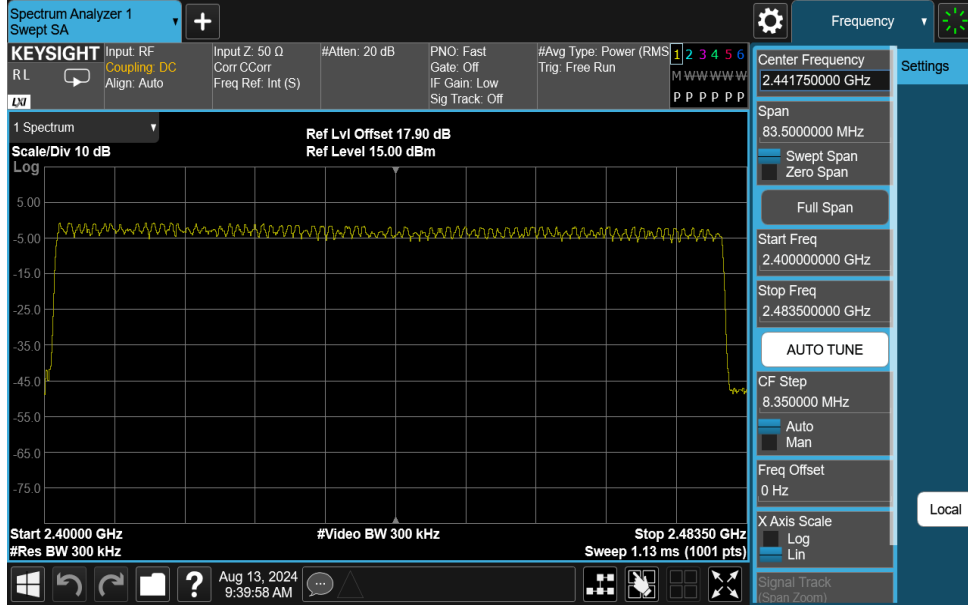 Spectrum Analyzer 1
Swept SA
Frequency
KEYSIGHT
RL
LXI
Input: RF
Coupling: DC
Align: Auto
Input Z: 50 Ω
Corr CCorr
Freq Ref: Int (S)
#Atten: 20 dB
PNO: Fast
Gate: Off
IF Gain: Low
Sig Track: Off
#Avg Type: Power (RMS
Trig: Free Run
1 2 3 4 5 6
M W W W W W
P P P P P P
Settings
Center Frequency
2.441750000 GHz
Span
83.5000000 MHz
Swept Span
Zero Span
Full Span
Start Freq
2.400000000 GHz
Stop Freq
2.483500000 GHz
AUTO TUNE
CF Step
8.350000 MHz
Auto
Man
Freq Offset
0 Hz
X Axis Scale
Log
Lin
Signal Track
(Span Zoom)
Local
1 Spectrum
Scale/Div 10 dB
Log
Ref Lvl Offset 17.90 dB
Ref Level 15.00 dBm
5.00
-5.00
-15.0
-25.0
-35.0
-45.0
-55.0
-65.0
-75.0
Start 2.40000 GHz
#Video BW 300 kHz
Stop 2.48350 GHz
#Res BW 300 kHz
Sweep 1.13 ms (1001 pts)
?
Aug 13, 2024
9:39:58 AM